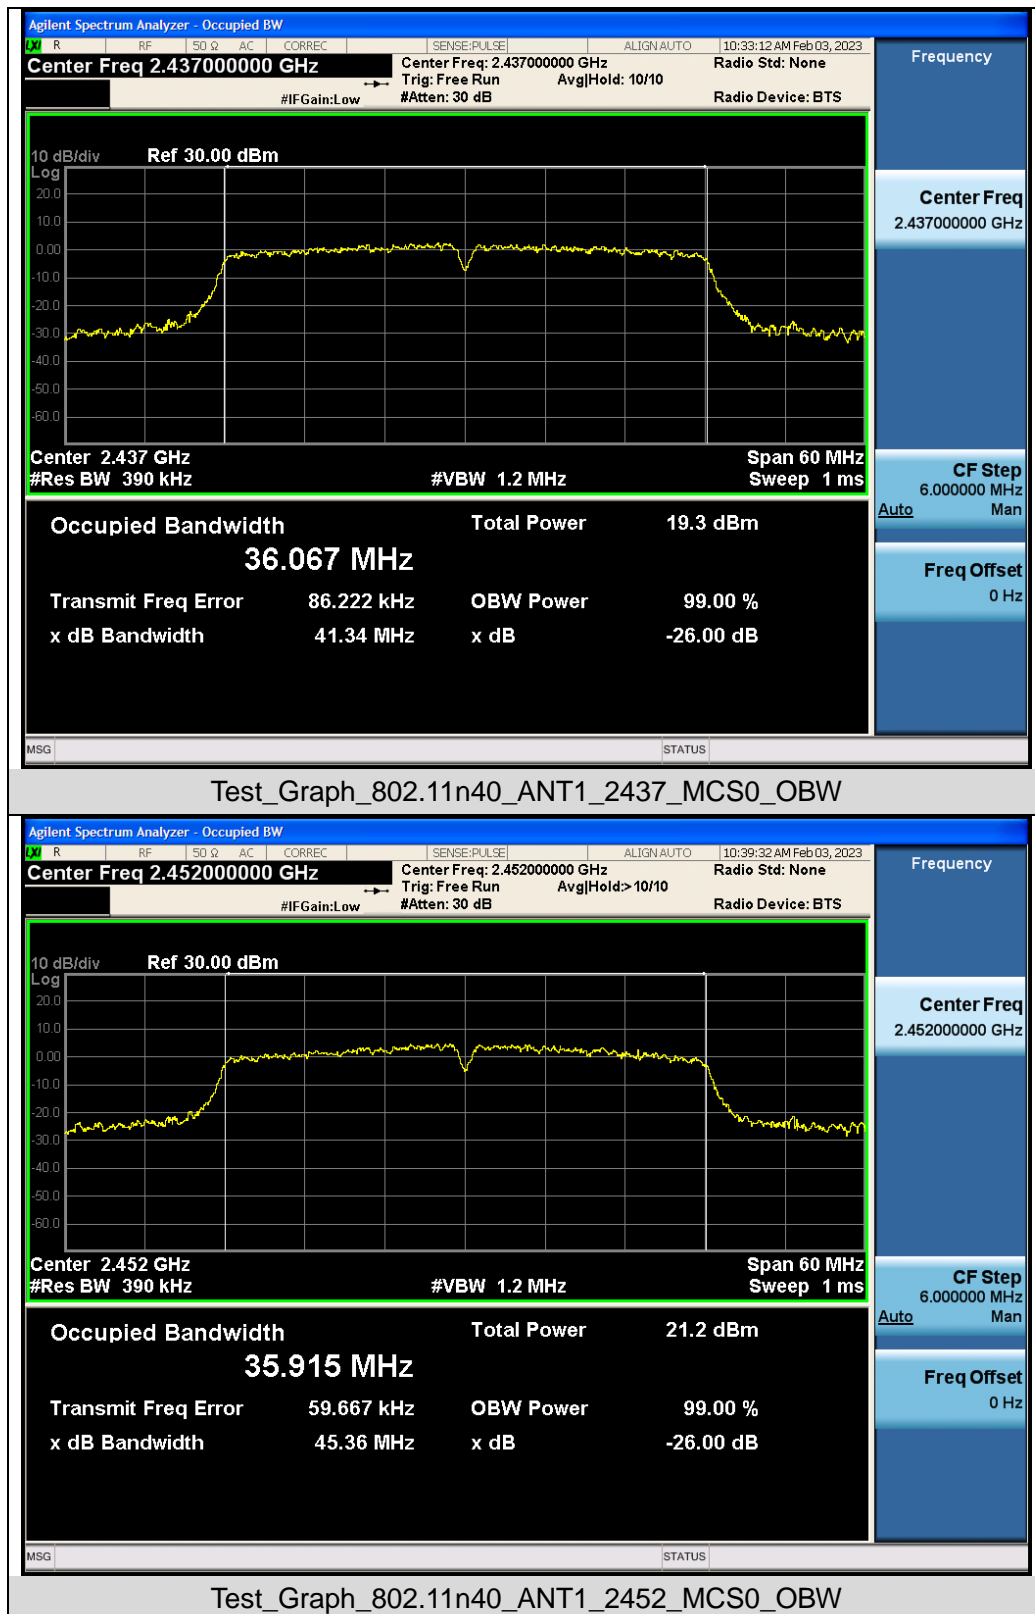 Agilent Spectrum Analyzer - Occupied BW
LXI R RF 50 Ω AC CORREC SENSE:PULSE ALIGN AUTO 10:33:12 AM Feb 03, 2023
Center Freq 2.437000000 GHz Center Freq: 2.437000000 GHz Radio Std: None
Trig: Free Run Avg|Hold: 10/10
#IFGain:Low #Atten: 30 dB Radio Device: BTS
10 dB/div Ref 30.00 dBm
Log
20.0
10.0
0.00
-10.0
-20.0
-30.0
-40.0
-50.0
-60.0
Center 2.437 GHz Span 60 MHz
#Res BW 390 kHz #VBW 1.2 MHz Sweep 1 ms
Occupied Bandwidth Total Power 19.3 dBm
36.067 MHz
Transmit Freq Error 86.222 kHz OBW Power 99.00 %
x dB Bandwidth 41.34 MHz x dB -26.00 dB
MSG STATUS
Frequency
Center Freq
2.437000000 GHz
CF Step
6.000000 MHz
Auto Man
Freq Offset
0 Hz
Test_Graph_802.11n40_ANT1_2437_MCS0_OBW
Agilent Spectrum Analyzer - Occupied BW
LXI R RF 50 Ω AC CORREC SENSE:PULSE ALIGN AUTO 10:39:32 AM Feb 03, 2023
Center Freq 2.452000000 GHz Center Freq: 2.452000000 GHz Radio Std: None
Trig: Free Run Avg|Hold:>10/10
#IFGain:Low #Atten: 30 dB Radio Device: BTS
10 dB/div Ref 30.00 dBm
Log
20.0
10.0
0.00
-10.0
-20.0
-30.0
-40.0
-50.0
-60.0
Center 2.452 GHz Span 60 MHz
#Res BW 390 kHz #VBW 1.2 MHz Sweep 1 ms
Occupied Bandwidth Total Power 21.2 dBm
35.915 MHz
Transmit Freq Error 59.667 kHz OBW Power 99.00 %
x dB Bandwidth 45.36 MHz x dB -26.00 dB
MSG STATUS
Frequency
Center Freq
2.452000000 GHz
CF Step
6.000000 MHz
Auto Man
Freq Offset
0 Hz
Test_Graph_802.11n40_ANT1_2452_MCS0_OBW